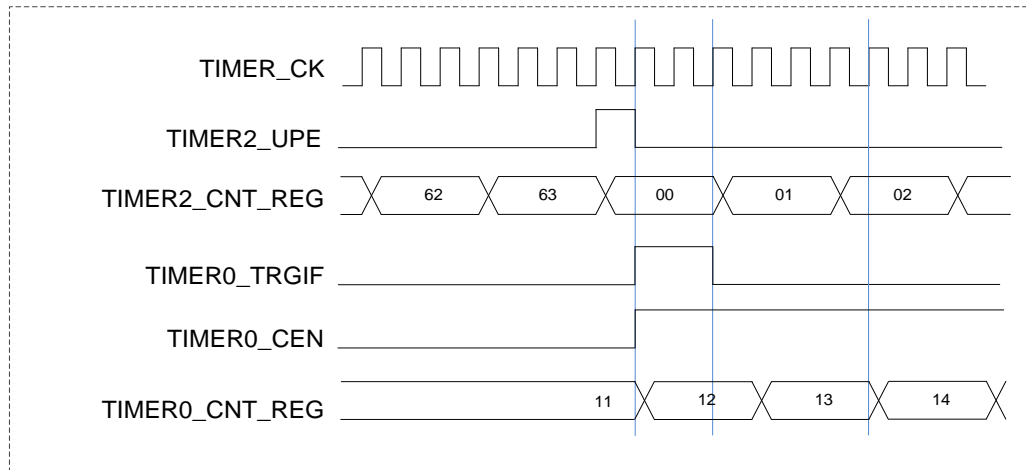 TIMER_CK
TIMER2_UPE
TIMER2_CNT_REG 62 63 00 01 02
TIMER0_TRGIF
TIMER0_CEN
TIMER0_CNT_REG 11 12 13 14